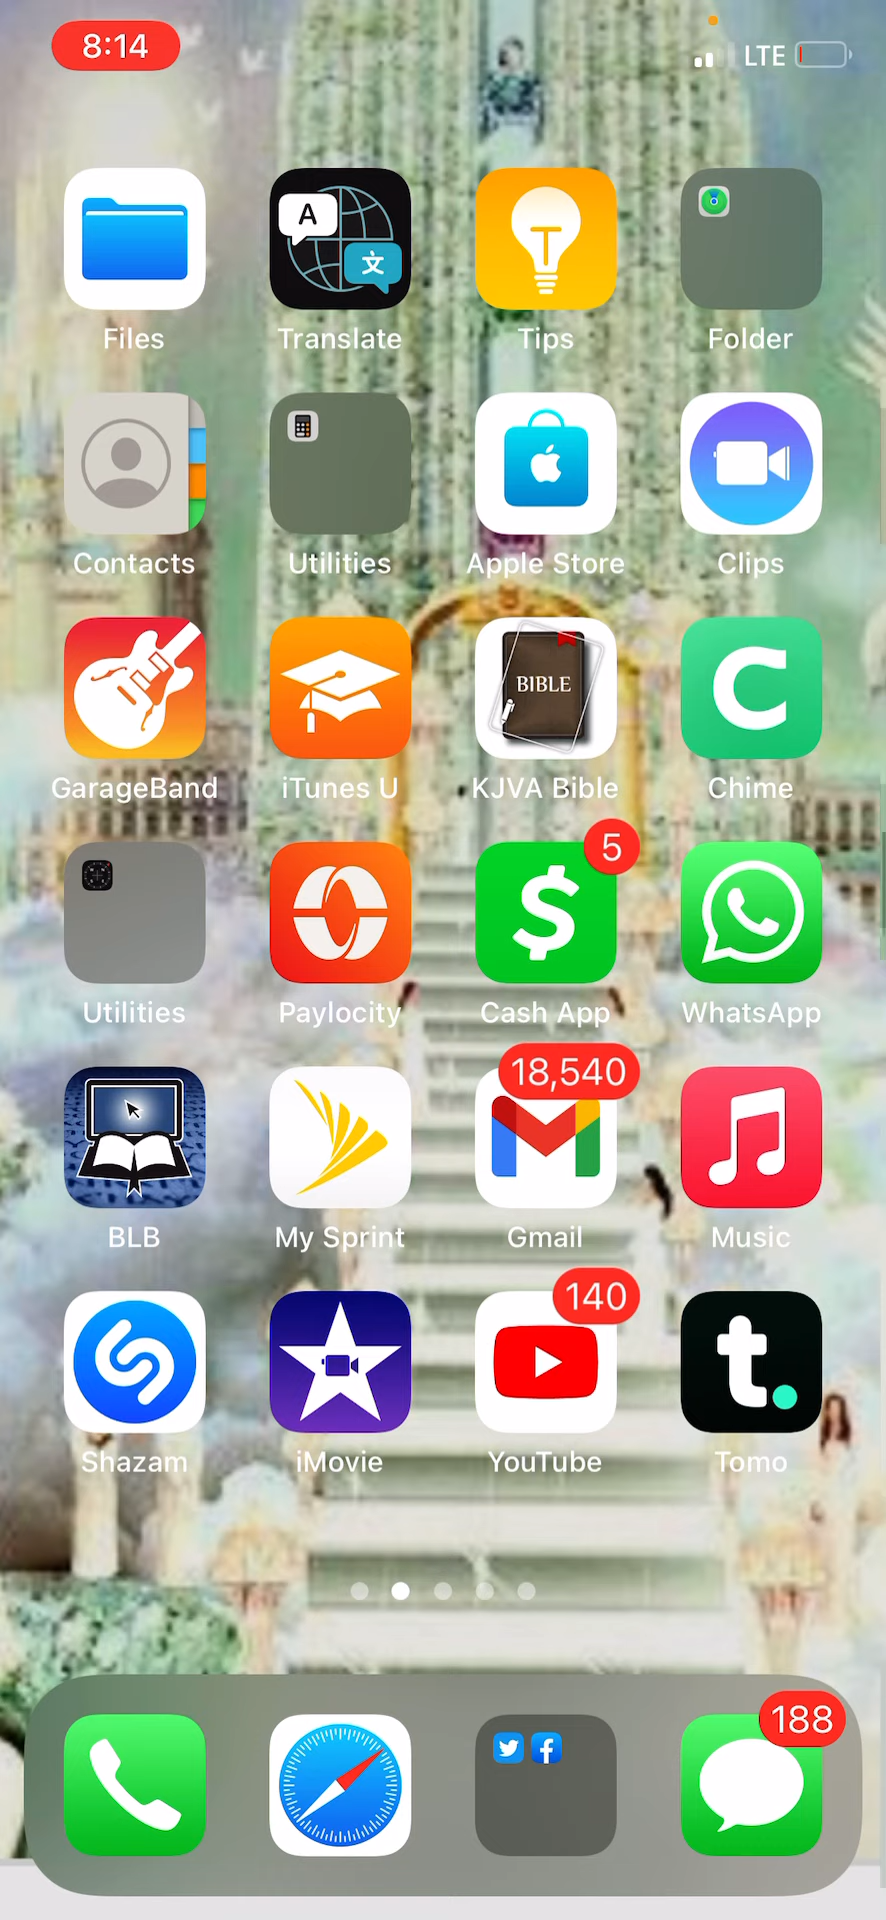 8:14
LTE
A
文
Files
Translate
Tips
Folder
Contacts
Utilities
Apple Store
Clips
BIBLE
C
GarageBand
iTunes U
KJVA Bible
Chime
5
$
Utilities
Paylocity
Cash App
WhatsApp
18,540
BLB
My Sprint
Gmail
Music
140
t.
Shazam
iMovie
YouTube
Tomo
188